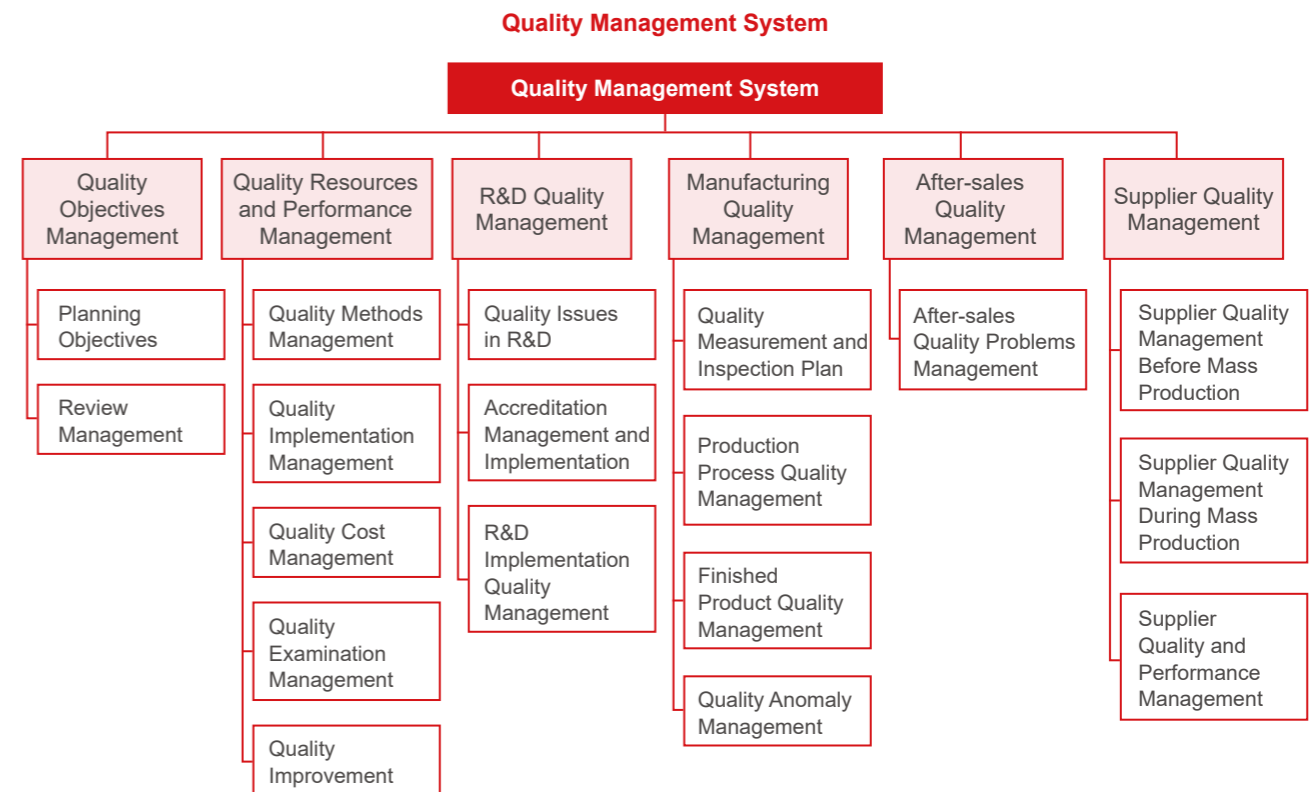 Quality Management System
Quality Management System
Quality
Objectives
Management
Planning
Objectives
Review
Management
Quality Resources
and Performance
Management
Quality Methods
Management
Quality
Implementation
Management
Quality Cost
Management
Quality
Examination
Management
Quality
Improvement
R&D Quality
Management
Quality Issues
in R&D
Accreditation
Management and
Implementation
R&D
Implementation
Quality
Management
Manufacturing
Quality
Management
Quality
Measurement and
Inspection Plan
Production
Process Quality
Management
Finished
Product Quality
Management
Quality Anomaly
Management
After-sales
Quality
Management
After-sales
Quality Problems
Management
Supplier Quality
Management
Supplier Quality
Management
Before Mass
Production
Supplier Quality
Management
During Mass
Production
Supplier
Quality and
Performance
Management